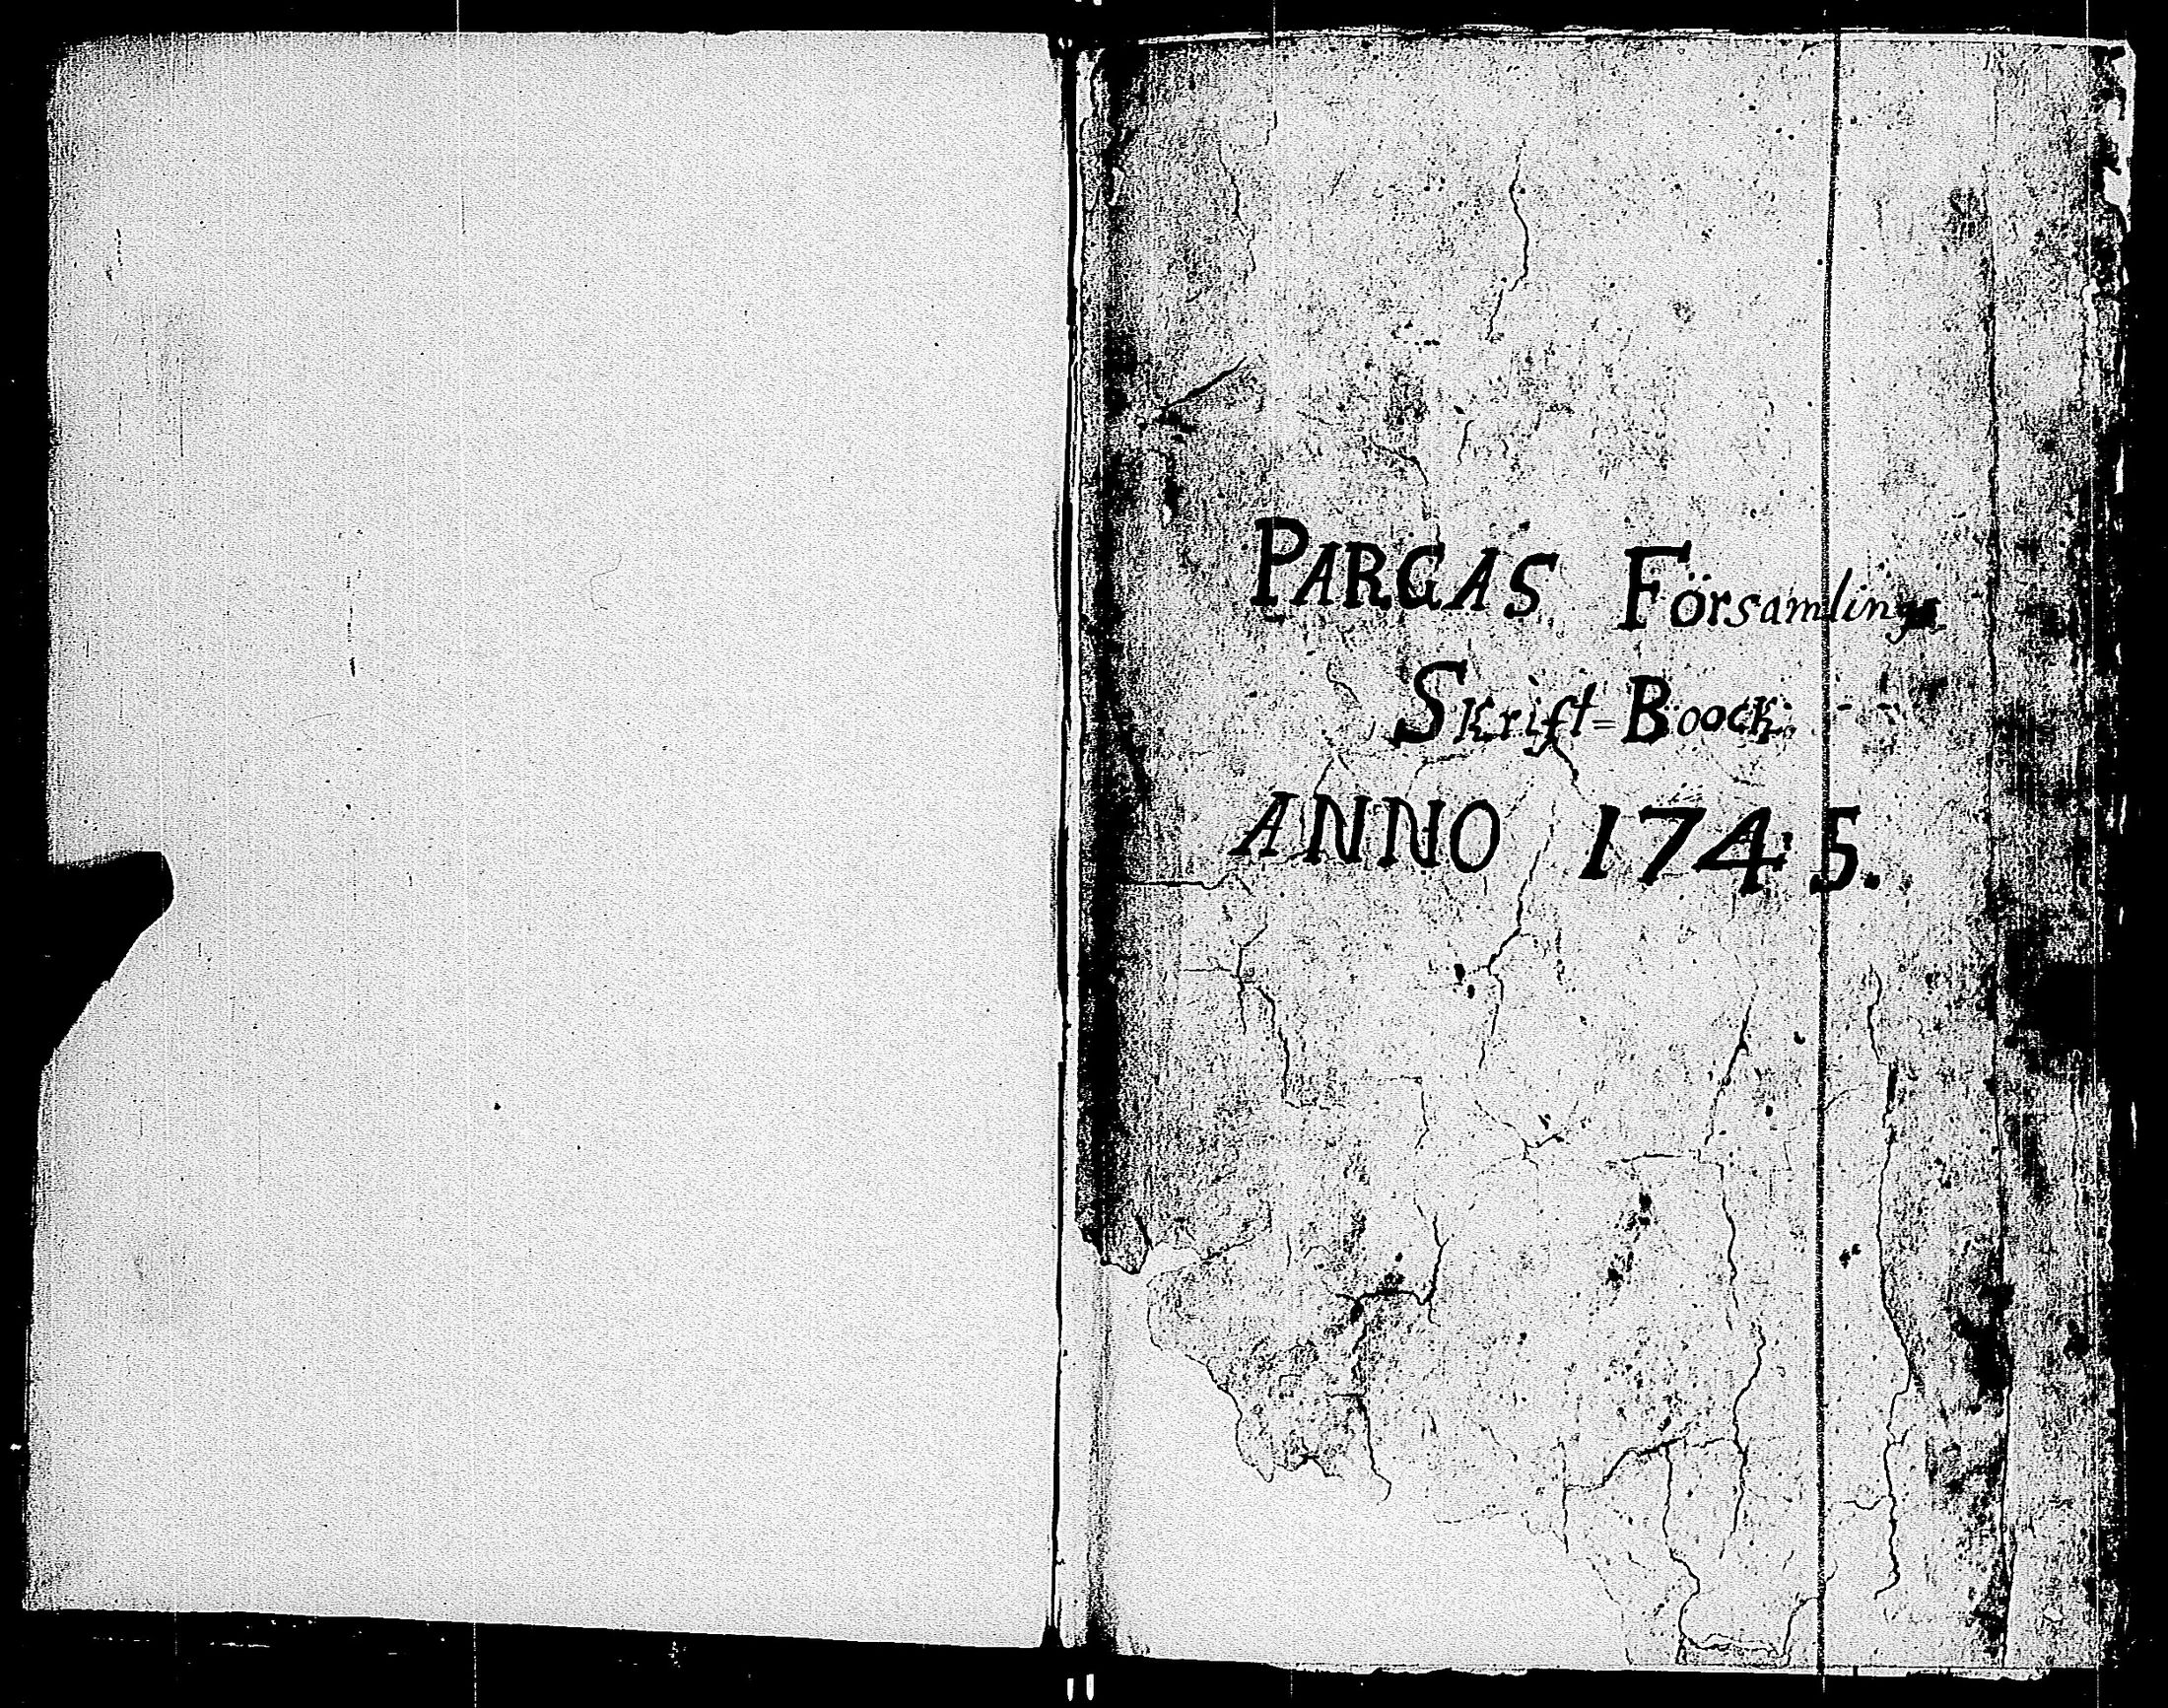 PARGAS Församlings
Skrift=Boock.
ANNO 1745.